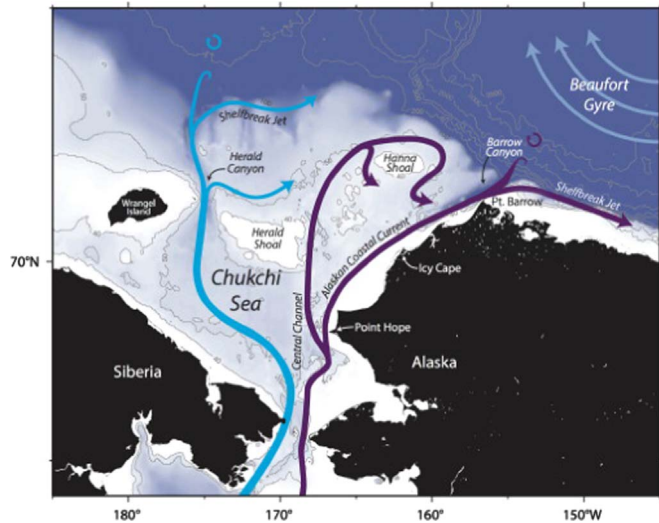 Beaufort
Gyre
Shelfbreak Jet
Herald
Canyon
Hanna
Shoal
Barrow
Canyon
Shelfbreak Jet
Pt. Barrow
Wrangel
Island
Herald
Shoal
Alaskan Coastal Current
70°N
Chukchi
Sea
Icy Cape
Central Channel
Point Hope
Siberia
Alaska
180°
170°W
160°W
150°W